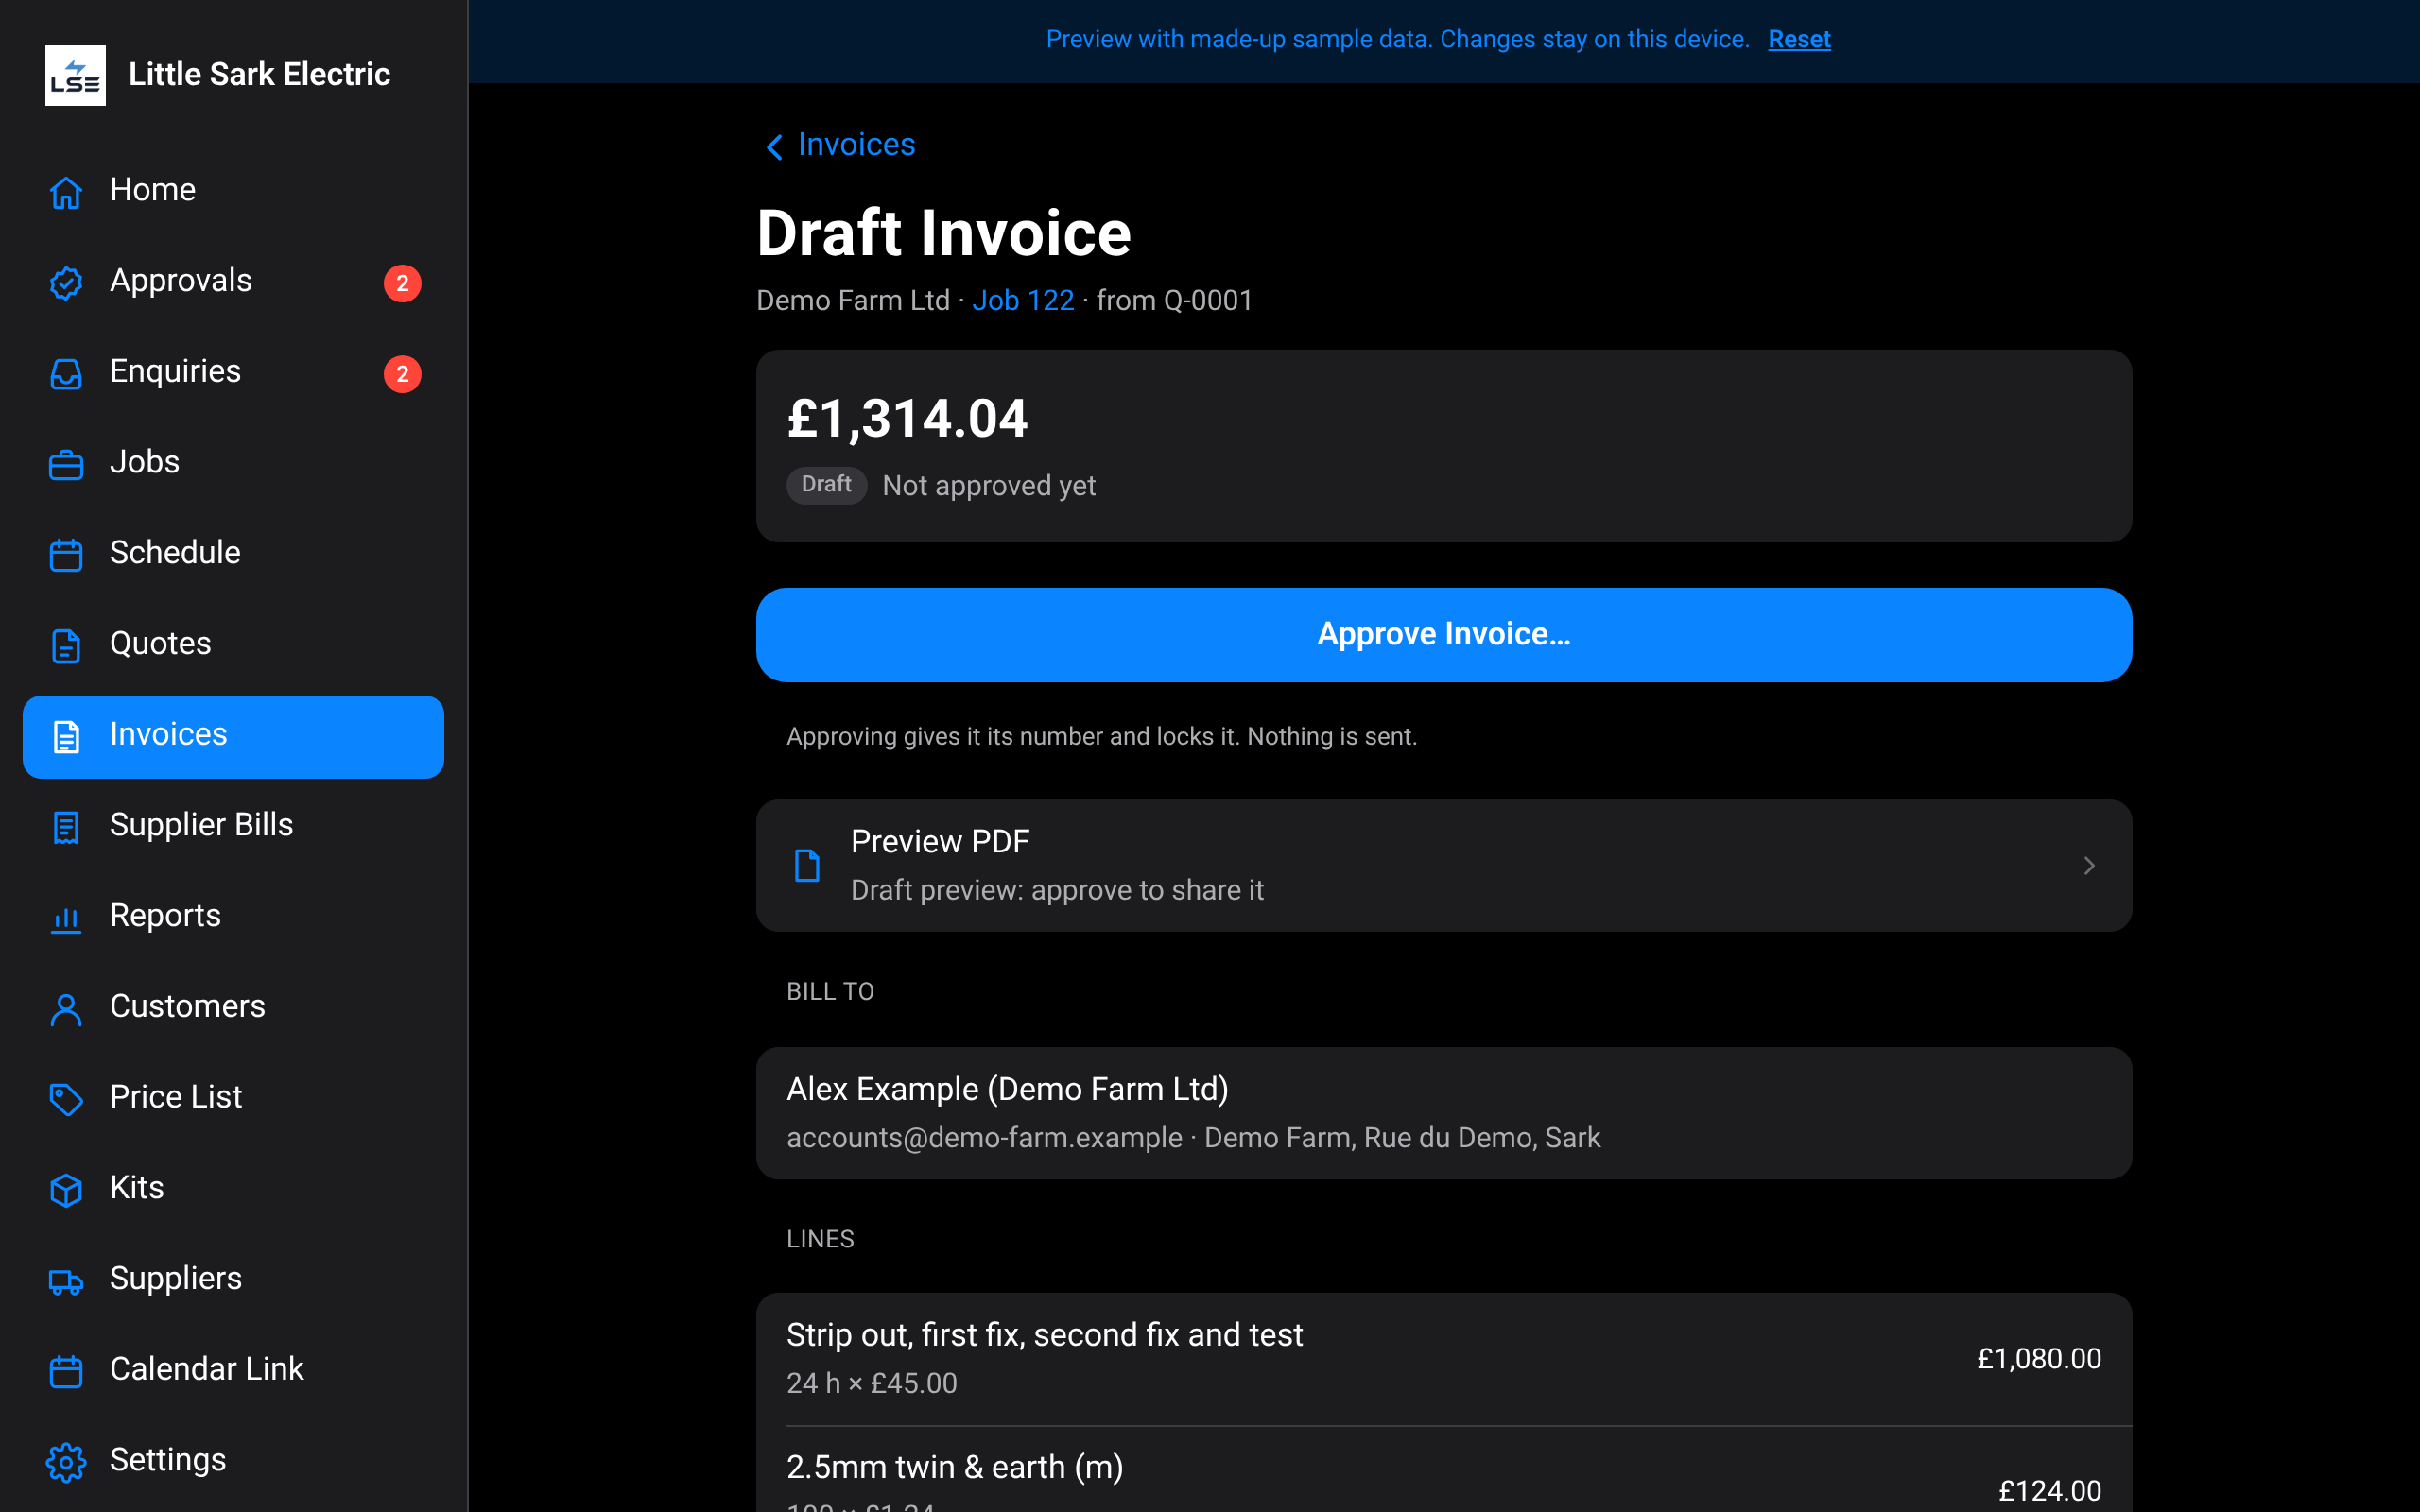 LSE
Little Sark Electric
Home
Approvals 2
Enquiries 2
Jobs
Schedule
Quotes
Invoices
Supplier Bills
Reports
Customers
Price List
Kits
Suppliers
Calendar Link
Settings
Preview with made-up sample data. Changes stay on this device. Reset
Invoices
Draft Invoice
Demo Farm Ltd · Job 122 · from Q-0001
£1,314.04
Draft Not approved yet
Approve Invoice…
Approving gives it its number and locks it. Nothing is sent.
Preview PDF
Draft preview: approve to share it
BILL TO
Alex Example (Demo Farm Ltd)
accounts@demo-farm.example · Demo Farm, Rue du Demo, Sark
LINES
Strip out, first fix, second fix and test
24 h × £45.00
£1,080.00
2.5mm twin & earth (m)
100 × £1.24
£124.00